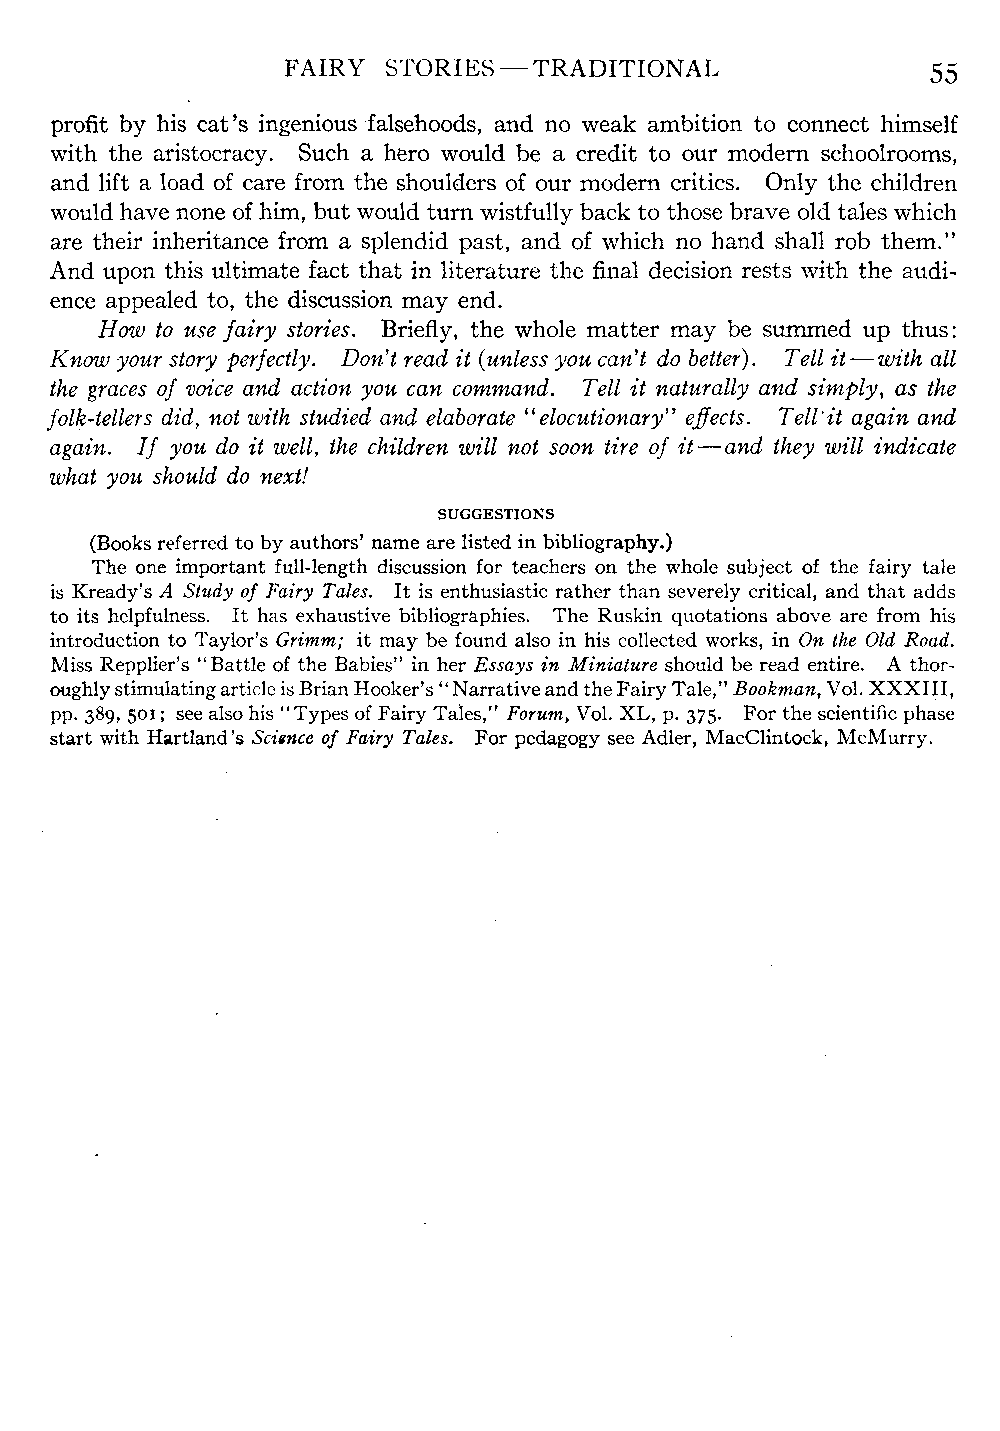 FAIRY STORIES—TRADITIONAL 55
profit by his cat's ingenious falsehoods, and no weak ambition to connect himself
with the aristocracy. Such a hero would be a credit to our modern schoolrooms,
and lift a load of care from the shoulders of our modern critics. Only the children
would have none of him, but would turn wistfully back to those brave old tales which
are their inheritance from a splendid past, and of which no hand shall rob them."
And upon this ultimate fact that in literature the final decision rests with the audi-
ence appealed to, the discussion may end.
How to use fairy stories. Briefly, the whole matter may be summed up thus:
Know your story perfectly. Don't read it (unless you can't do better). Tell it—with all
the graces of voice and action you can command. Tell it naturally and simply, as the
folk-tellers did, not with studied and elaborate "elocutionary" effects. Tell it again and
again. If you do it well, the children will not soon tire of it—and they will indicate
what you should do next!
SUGGESTIONS
(Books referred to by authors' name are listed in bibliography.)
The one important full-length discussion for teachers on the whole subject of the fairy tale
is Kready's A Study of Fairy Tales. It is enthusiastic rather than severely critical, and that adds
to its helpfulness. It has exhaustive bibliographies. The Ruskin quotations above are from his
introduction to Taylor's Grimm; it may be found also in his collected works, in On the Old Road.
Miss Repplier's "Battle of the Babies" in her Essays in Miniature should be read entire. A thor-
oughly stimulating article is Brian Hooker's "Narrative and the Fairy Tale," Bookman, Vol. XXXIII,
pp. 389, 501; see also his "Types of Fairy Tales," Forum, Vol. XL, p. 375. For the scientific phase
start with Hartland's Science of Fairy Tales. For pedagogy see Adler, MacClintock, McMurry.